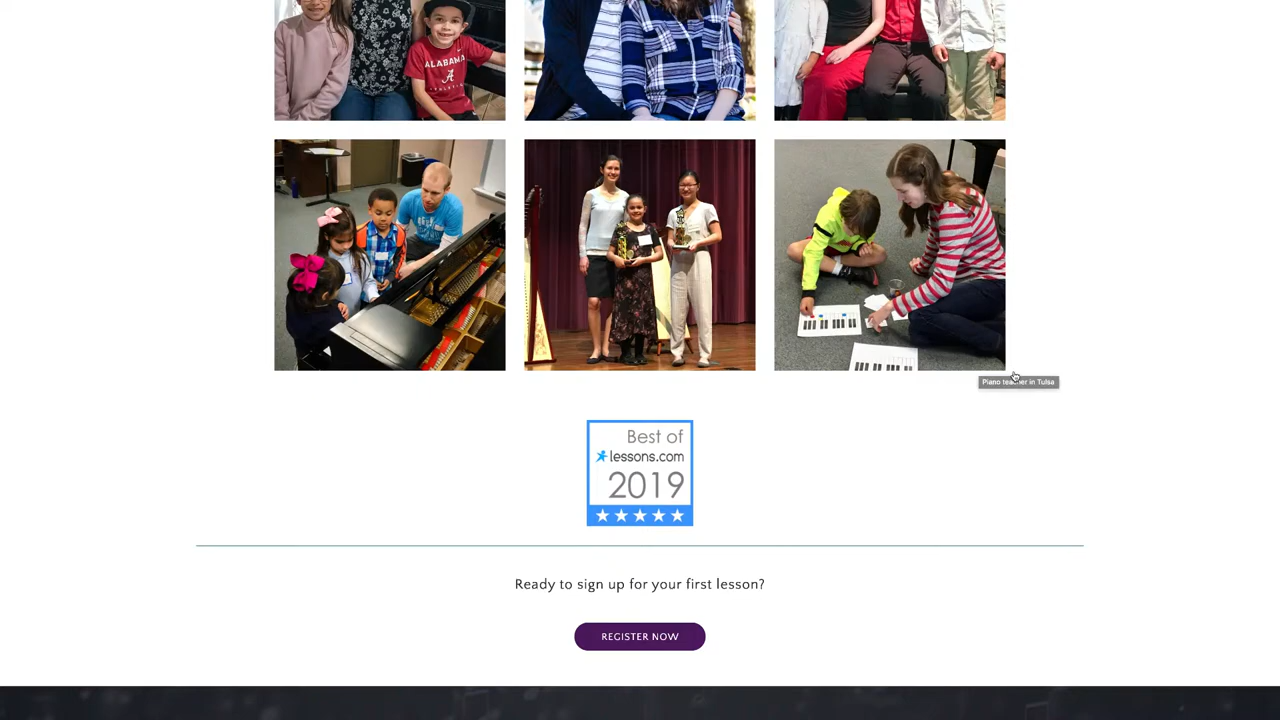 ALABAMA
A
Piano teacher in Tulsa
Best of
lessons.com
2019
Ready to sign up for your first lesson?
REGISTER NOW